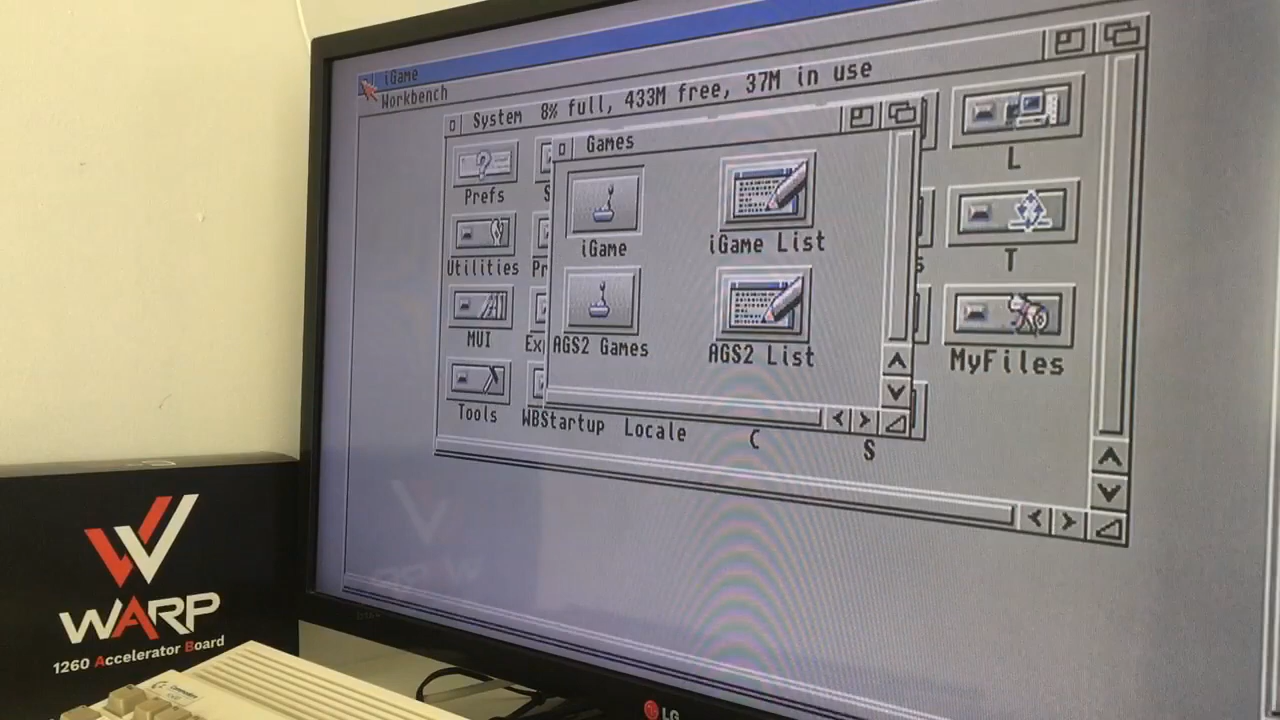 iGame
Workbench
System 8% full, 433M free, 37M in use
Games
Prefs
iGame
iGame List
L
Utilities
T
MUI
AGS2 Games
AGS2 List
MyFiles
Tools
WBStartup
Locale
C
S
WARP
1260 Accelerator Board
Commodore
LG